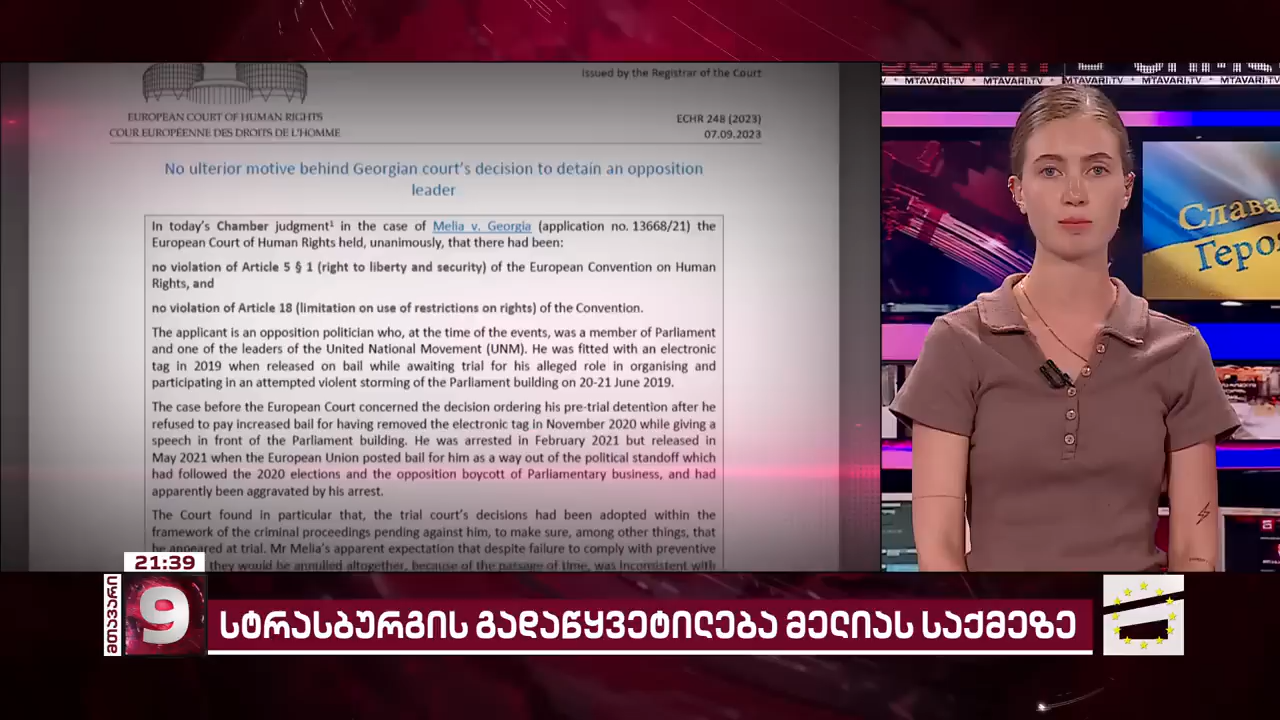 Issued by the Registrar of the Court
EUROPEAN COURT OF HUMAN RIGHTS
COUR EUROPÉENNE DES DROITS DE L'HOMME
ECHR 248 (2023)
07.09.2023
No ulterior motive behind Georgian court's decision to detain an opposition
leader
In today's Chamber judgment¹ in the case of Melia v. Georgia (application no. 13668/21) the
European Court of Human Rights held, unanimously, that there had been:
no violation of Article 5 § 1 (right to liberty and security) of the European Convention on Human
Rights, and
no violation of Article 18 (limitation on use of restrictions on rights) of the Convention.
The applicant is an opposition politician who, at the time of the events, was a member of Parliament
and one of the leaders of the United National Movement (UNM). He was fitted with an electronic
tag in 2019 when released on bail while awaiting trial for his alleged role in organising and
participating in an attempted violent storming of the Parliament building on 20-21 June 2019.
The case before the European Court concerned the decision ordering his pre-trial detention after he
refused to pay increased bail for having removed the electronic tag in November 2020 while giving a
speech in front of the Parliament building. He was arrested in February 2021 but released in
May 2021 when the European Union posted bail for him as a way out of the political standoff which
had followed the 2020 elections and the opposition boycott of Parliamentary business, and had
apparently been aggravated by his arrest.
The Court found in particular that, the trial court's decisions had been adopted within the
framework of the criminal proceedings pending against him, to make sure, among other things, that
he appeared at trial. Mr Melia's apparent expectation that despite failure to comply with preventive
they would be annulled altogether, because of the passage of time, was inconsistent with
MTAVARI.TV * MTAVARI.TV * MTAVARI.TV
Слава
Геро
21:39
მთავარი
9
სტრასბურგის გადაწყვეტილება მელიას საქმეზე